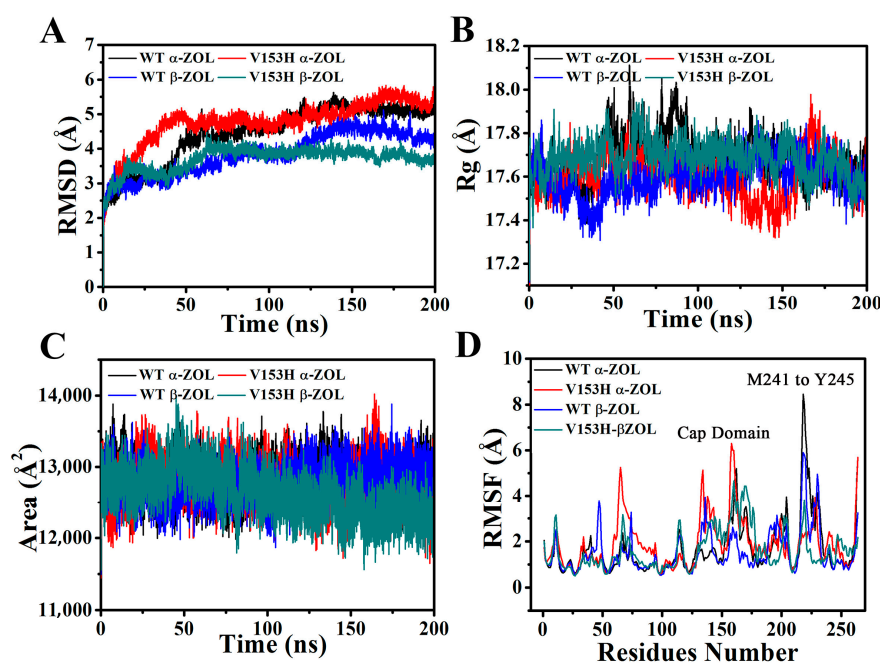 A
WT α-ZOL V153H α-ZOL
WT β-ZOL V153H β-ZOL
RMSD (Å)
7
6
5
4
3
2
1
0
0 50 100 150 200
Time (ns)
B
WT α-ZOL V153H α-ZOL
WT β-ZOL V153H β-ZOL
Rg (Å)
18.2
18.0
17.8
17.6
17.4
17.2
0 50 100 150 200
Time (ns)
C
WT α-ZOL V153H α-ZOL
WT β-ZOL V153H β-ZOL
Area (Å²)
14,000
13,000
12,000
11,000
0 50 100 150 200
Time (ns)
D
WT α-ZOL
V153H α-ZOL
WT β-ZOL
V153H-βZOL
M241 to Y245
Cap Domain
RMSF (Å)
10
8
6
4
2
0
0 50 100 150 200 250
Residues Number